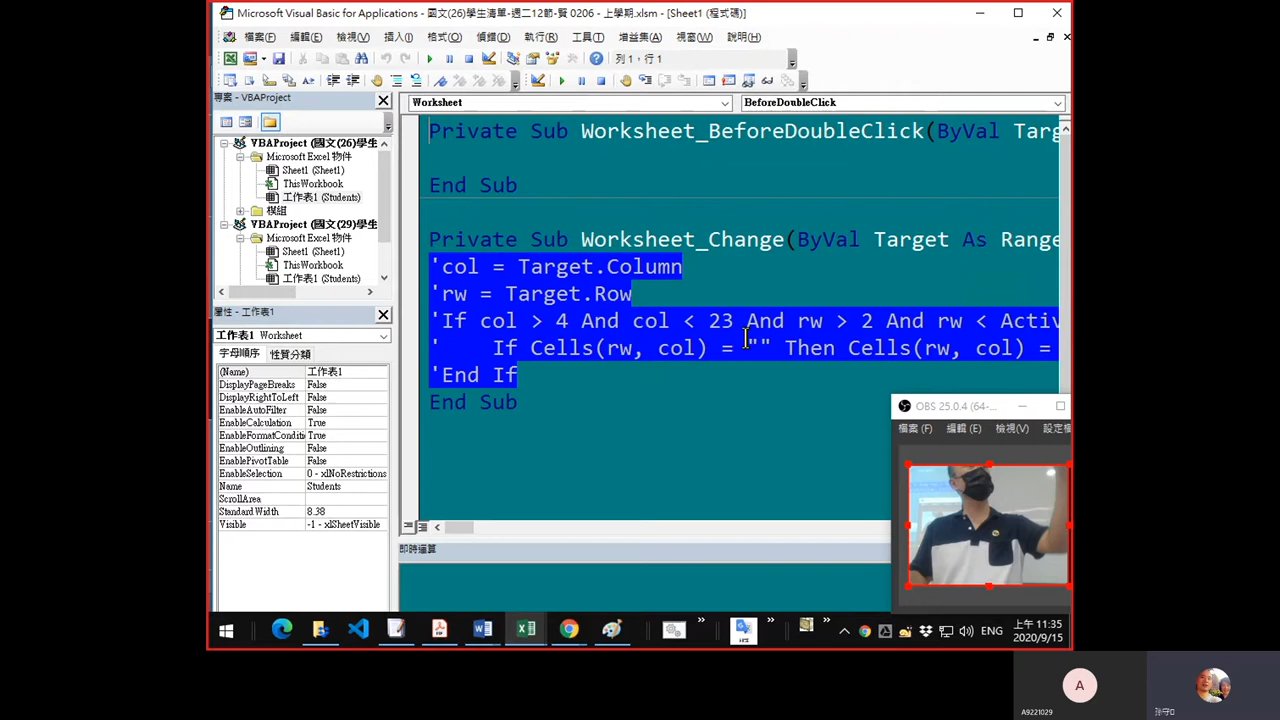 Microsoft Visual Basic for Applications - 國文(26)學生清單-週二12節-賢 0206 - 上學期.xlsm - [Sheet1 (程式碼)]
檔案(F) 編輯(E) 檢視(V) 插入(I) 格式(O) 偵錯(D) 執行(R) 工具(T) 增益集(A) 視窗(W) 說明(H)
列 1，行 1
專案 - VBAProject
VBAProject (國文(26)學生
Microsoft Excel 物件
Sheet1 (Sheet1)
ThisWorkbook
工作表1 (Students)
模組
VBAProject (國文(29)學生
Microsoft Excel 物件
Sheet1 (Sheet1)
ThisWorkbook
工作表1 (Students)
屬性 - 工作表1
工作表1 Worksheet
字母順序 性質分類
(Name) 工作表1
DisplayPageBreaks False
DisplayRightToLeft False
EnableAutoFilter False
EnableCalculation True
EnableFormatConditi True
EnableOutlining False
EnablePivotTable False
EnableSelection 0 - xlNoRestrictions
Name Students
ScrollArea
Standard Width 8.38
Visible -1 - xlSheetVisible
Worksheet BeforeDoubleClick
Private Sub Worksheet_BeforeDoubleClick(ByVal Targ
End Sub
Private Sub Worksheet_Change(ByVal Target As Range
'col = Target.Column
'rw = Target.Row
'If col > 4 And col < 23 And rw > 2 And rw < Activ
'    If Cells(rw, col) = "" Then Cells(rw, col) =
'End If
End Sub
即時運算
OBS 25.0.4 (64-...
檔案(F) 編輯(E) 檢視(V) 設定檔
ENG
上午 11:35
2020/9/15
A
A9221029